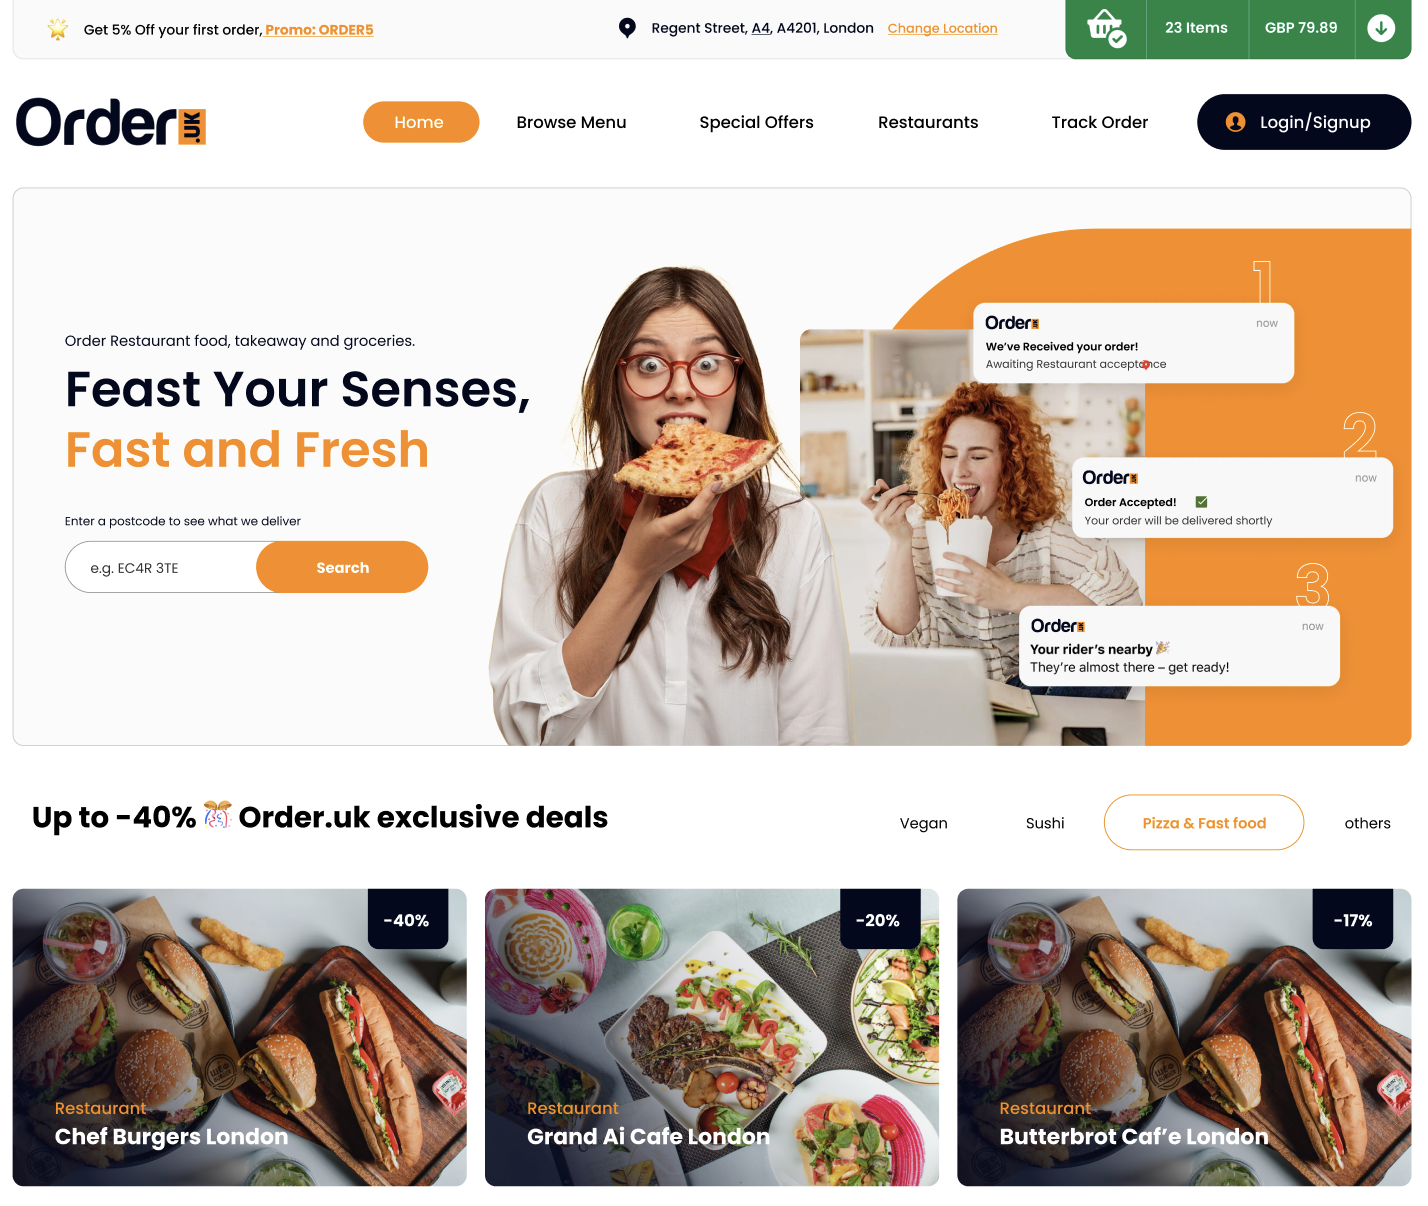 Get 5% Off your first order, Promo: ORDER5
Regent Street, A4, A4201, London
Change Location
23 Items
GBP 79.89
Order.UK
Home
Browse Menu
Special Offers
Restaurants
Track Order
Login/Signup
Order Restaurant food, takeaway and groceries.
Feast Your Senses,
Fast and Fresh
Enter a postcode to see what we deliver
e.g. EC4R 3TE
Search
1
Order.UK
now
We've Received your order!
Awaiting Restaurant acceptance
2
Order.UK
now
Order Accepted!
Your order will be delivered shortly
3
Order.UK
now
Your rider's nearby
They're almost there – get ready!
Up to -40% Order.uk exclusive deals
Vegan
Sushi
Pizza & Fast food
others
-40%
Restaurant
Chef Burgers London
-20%
Restaurant
Grand Ai Cafe London
-17%
Restaurant
Butterbrot Caf'e London